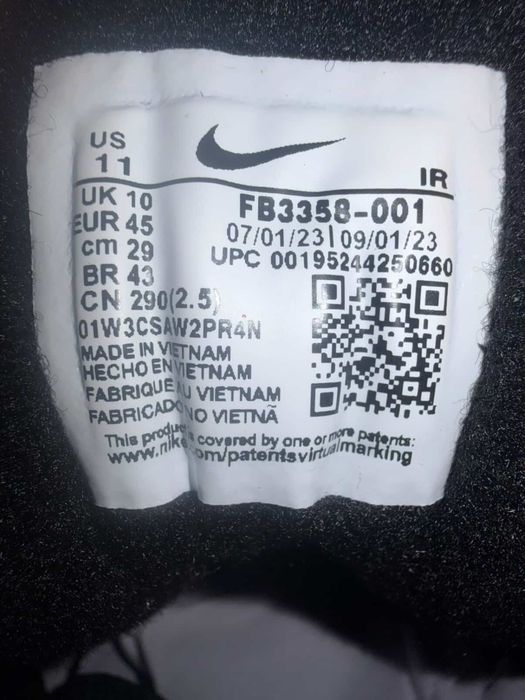 US
11
IR
UK 10
FB3358-001
EUR 45
07/01/23 | 09/01/23
cm 29
UPC 00195244250660
BR 43
CN 290(2.5)
01W3CSAW2PR4N
MADE IN VIETNAM
HECHO EN VIETNAM
FABRIQUE AU VIETNAM
FABRICADO NO VIETNÃ
This product is covered by one or more patents:
www.nike.com/patentsvirtualmarking